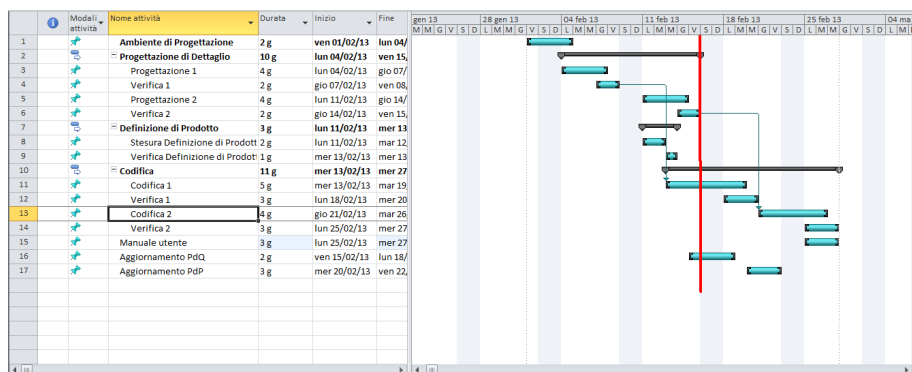 Modali attività Nome attività Durata Inizio Fine
gen 13 28 gen 13 04 feb 13 11 feb 13 18 feb 13 25 feb 13 04 ma
M M G V S D L M M G V S D L M M G V S D L M M G V S D L M M G V S D L M M G V S D L M M
1 Ambiente di Progettazione 2 g ven 01/02/13 lun 04/
2 Progettazione di Dettaglio 10 g lun 04/02/13 ven 15,
3 Progettazione 1 4 g lun 04/02/13 gio 07/
4 Verifica 1 2 g gio 07/02/13 ven 08,
5 Progettazione 2 4 g lun 11/02/13 gio 14/
6 Verifica 2 2 g gio 14/02/13 ven 15,
7 Definizione di Prodotto 3 g lun 11/02/13 mer 13
8 Stesura Definizione di Prodott 2 g lun 11/02/13 mar 12,
9 Verifica Definizione di Prodott 1 g mer 13/02/13 mer 13
10 Codifica 11 g mer 13/02/13 mer 27
11 Codifica 1 5 g mer 13/02/13 mar 19,
12 Verifica 1 3 g lun 18/02/13 mer 20
13 Codifica 2 4 g gio 21/02/13 mar 26,
14 Verifica 2 3 g lun 25/02/13 mer 27
15 Manuale utente 3 g lun 25/02/13 mer 27
16 Aggiornamento PdQ 2 g ven 15/02/13 lun 18/
17 Aggiornamento PdP 3 g mer 20/02/13 ven 22,